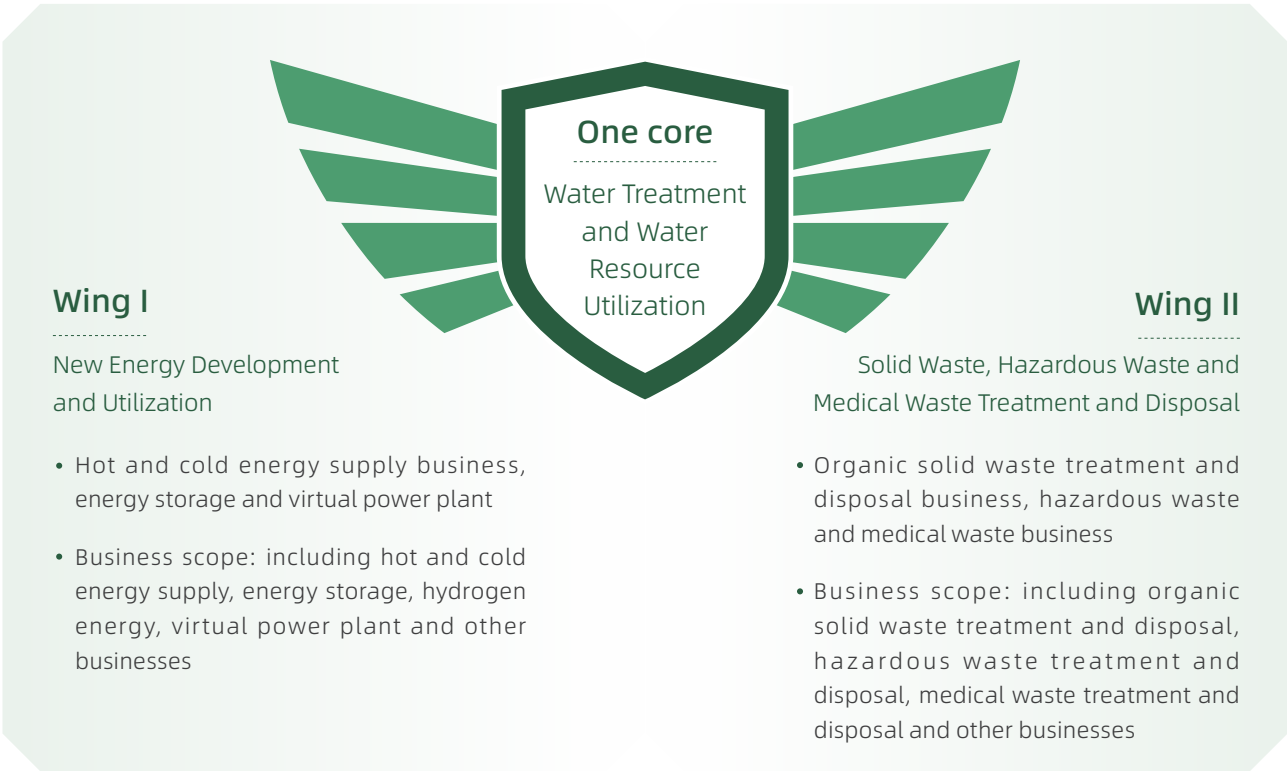 One core
Water Treatment
and Water
Resource
Utilization
Wing I
New Energy Development
and Utilization
• Hot and cold energy supply business,
energy storage and virtual power plant
• Business scope: including hot and cold
energy supply, energy storage, hydrogen
energy, virtual power plant and other
businesses
Wing II
Solid Waste, Hazardous Waste and
Medical Waste Treatment and Disposal
• Organic solid waste treatment and
disposal business, hazardous waste
and medical waste business
• Business scope: including organic
solid waste treatment and disposal,
hazardous waste treatment and
disposal, medical waste treatment and
disposal and other businesses